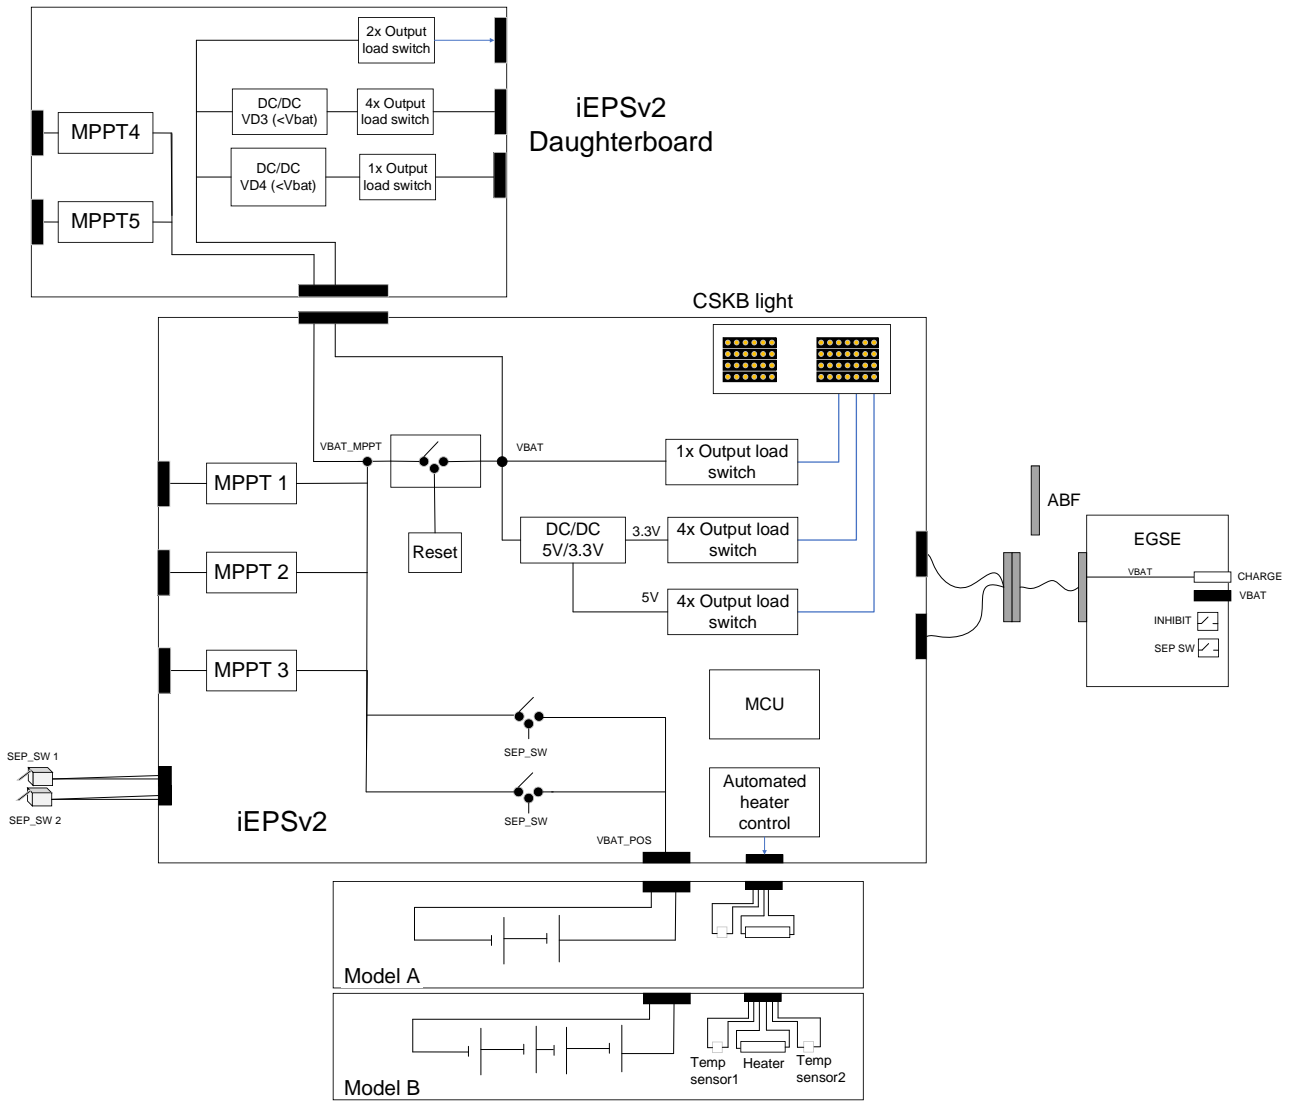 2x Output
load switch
DC/DC
VD3 (<Vbat)
4x Output
load switch
iEPSv2
Daughterboard
MPPT4
DC/DC
VD4 (<Vbat)
1x Output
load switch
MPPT5
CSKB light
VBAT_MPPT
VBAT
1x Output load
switch
MPPT 1
ABF
Reset
DC/DC
5V/3.3V
3.3V
4x Output load
switch
EGSE
MPPT 2
VBAT
CHARGE
VBAT
5V
4x Output load
switch
INHIBIT
SEP SW
MPPT 3
MCU
SEP_SW
SEP_SW 1
SEP_SW 2
Automated
heater
control
SEP_SW
iEPSv2
VBAT_POS
Model A
Temp
sensor1
Heater
Temp
sensor2
Model B